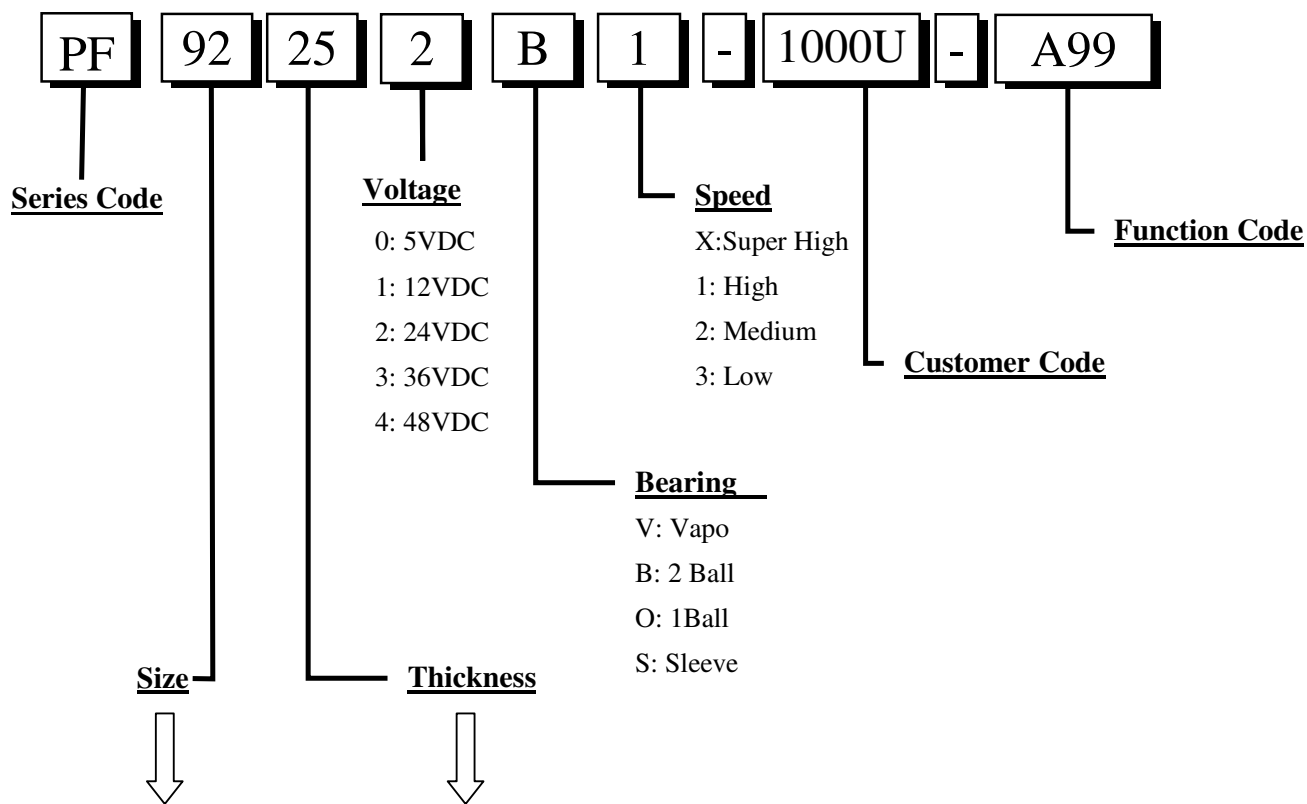 PF 92 25 2 B 1 - 1000U - A99
Series Code
Voltage
0: 5VDC
1: 12VDC
2: 24VDC
3: 36VDC
4: 48VDC
Speed
X:Super High
1: High
2: Medium
3: Low
Function Code
Customer Code
Bearing
V: Vapo
B: 2 Ball
O: 1Ball
S: Sleeve
Size
Thickness